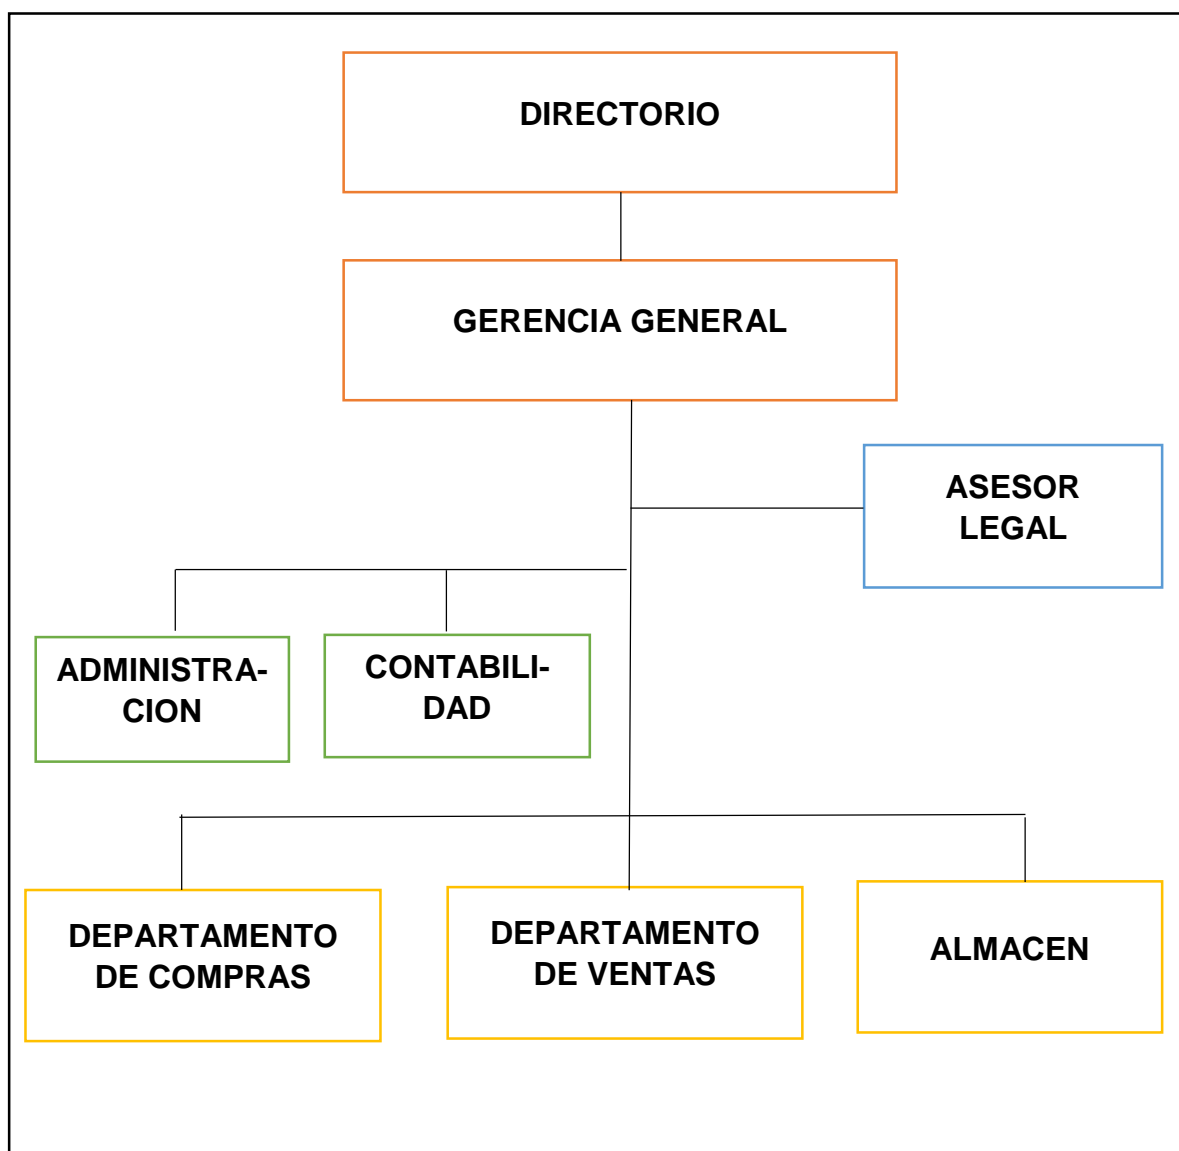 DIRECTORIO
GERENCIA GENERAL
ASESOR
LEGAL
ADMINISTRA-
CION
CONTABILI-
DAD
DEPARTAMENTO
DE COMPRAS
DEPARTAMENTO
DE VENTAS
ALMACEN